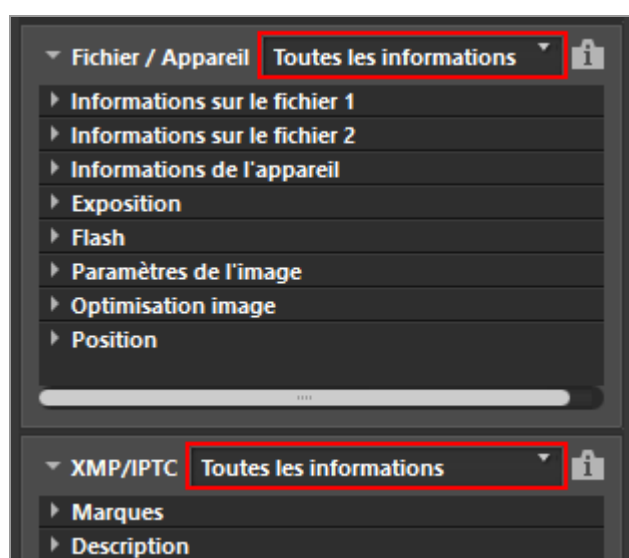 Fichier / Appareil Toutes les informations
Informations sur le fichier 1
Informations sur le fichier 2
Informations de l'appareil
Exposition
Flash
Paramètres de l'image
Optimisation image
Position
XMP/IPTC Toutes les informations
Marques
Description